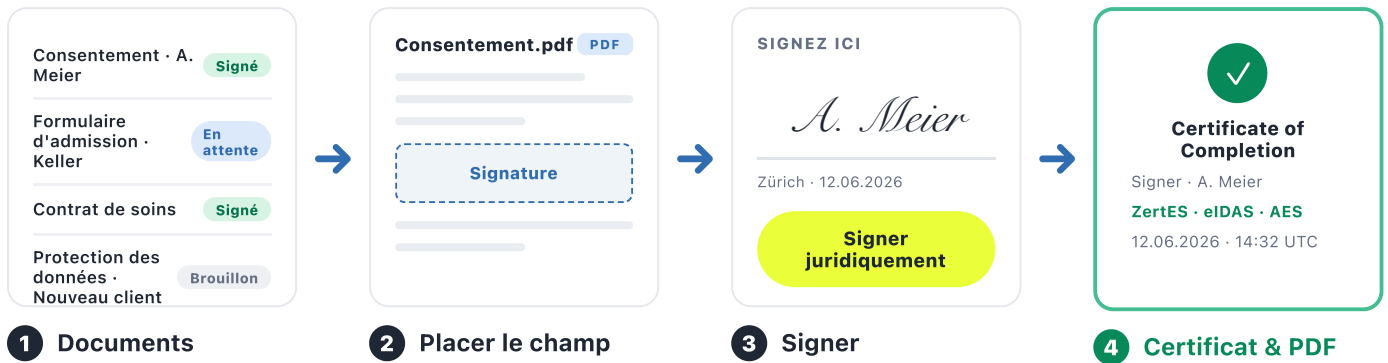 Consentement · A.
Meier
Signé
Formulaire
d'admission ·
Keller
En
attente
Contrat de soins
Signé
Protection des
données ·
Nouveau client
Brouillon
1 Documents
Consentement.pdf
PDF
Signature
2 Placer le champ
SIGNEZ ICI
A. Meier
Zürich · 12.06.2026
Signer
juridiquement
3 Signer
Certificate of
Completion
Signer · A. Meier
ZertES · eIDAS · AES
12.06.2026 · 14:32 UTC
4 Certificat & PDF